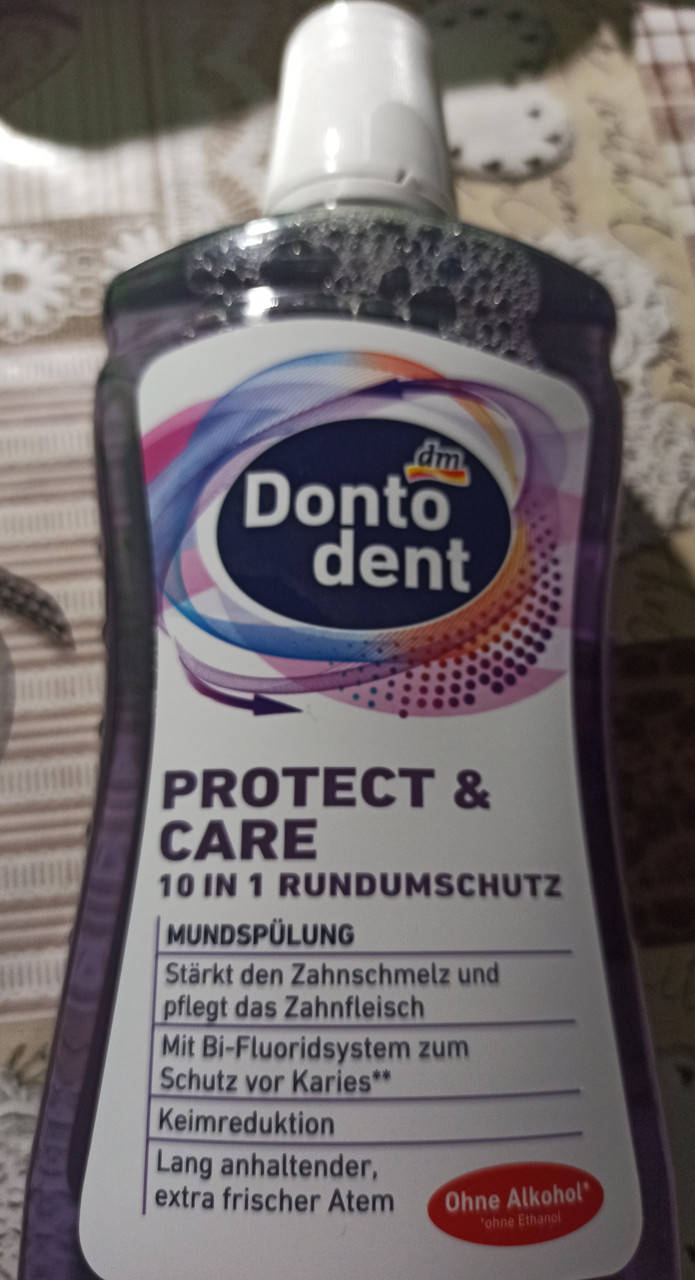 dm
Donto
dent
PROTECT &
CARE
10 IN 1 RUNDUMSCHUTZ
MUNDSPÜLUNG
Stärkt den Zahnschmelz und
pflegt das Zahnfleisch
Mit Bi-Fluoridsystem zum
Schutz vor Karies**
Keimreduktion
Lang anhaltender,
extra frischer Atem
Ohne Alkohol*
*ohne Ethanol